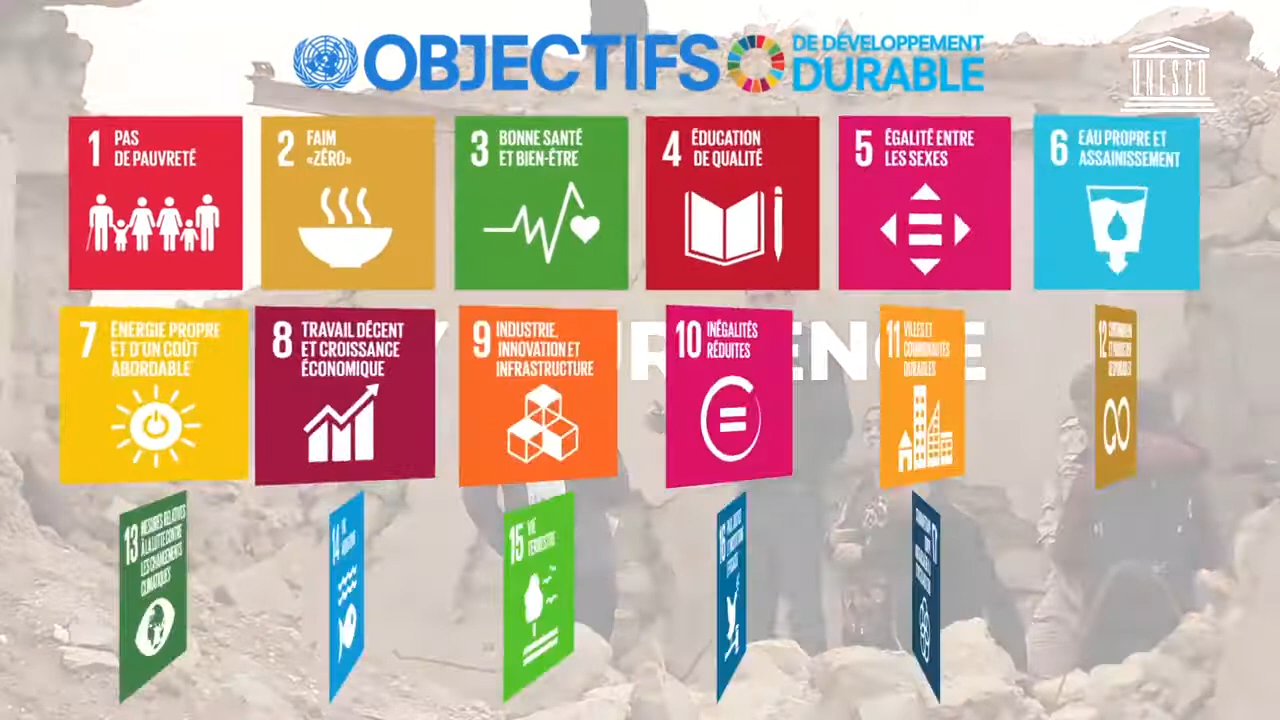 OBJECTIFS
DE DÉVELOPPEMENT
DURABLE
UNESCO
1 PAS
DE PAUVRETÉ
2 FAIM
«ZÉRO»
3 BONNE SANTÉ
ET BIEN-ÊTRE
4 ÉDUCATION
DE QUALITÉ
5 ÉGALITÉ ENTRE
LES SEXES
6 EAU PROPRE ET
ASSAINISSEMENT
7 ÉNERGIE PROPRE
ET D'UN COÛT
ABORDABLE
8 TRAVAIL DÉCENT
ET CROISSANCE
ÉCONOMIQUE
9 INDUSTRIE,
INNOVATION ET
INFRASTRUCTURE
10 INÉGALITÉS
RÉDUITES
11 VILLES ET
COMMUNAUTÉS
DURABLES
12
13 MESURES RELATIVES
À LA LUTTE CONTRE
LES CHANGEMENTS
CLIMATIQUES
14
15 VIE
TERRESTRE
16
17